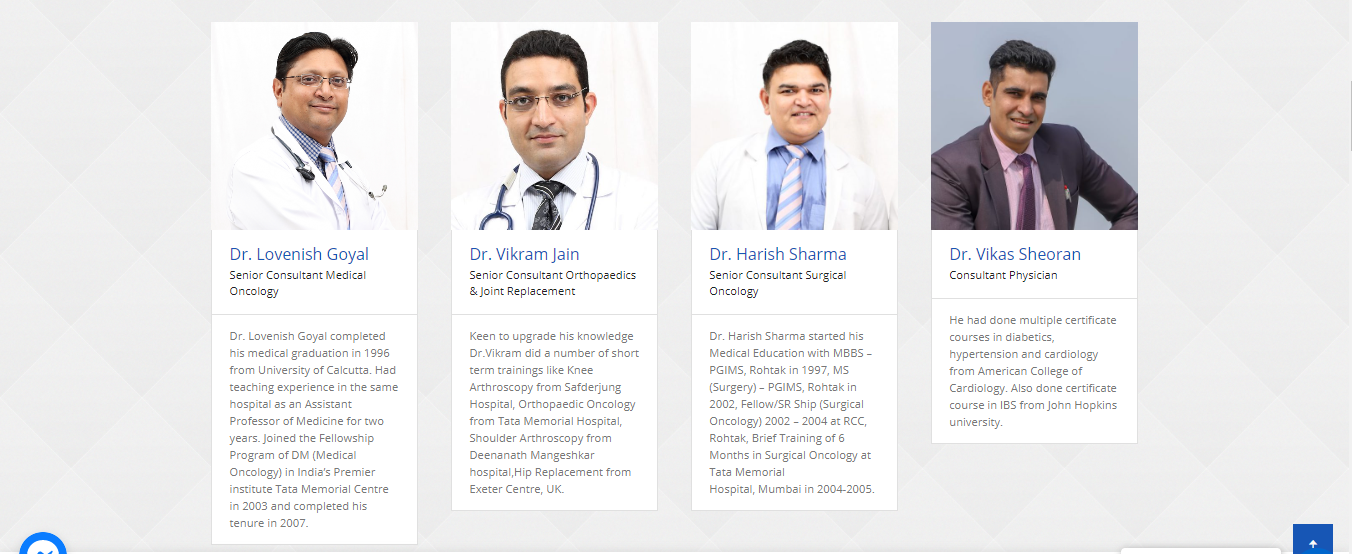 Dr. Lovenish Goyal
Senior Consultant Medical
Oncology
Dr. Lovenish Goyal completed
his medical graduation in 1996
from University of Calcutta. Had
teaching experience in the same
hospital as an Assistant
Professor of Medicine for two
years. Joined the Fellowship
Program of DM (Medical
Oncology) in India's Premier
institute Tata Memorial Centre
in 2003 and completed his
tenure in 2007.
Dr. Vikram Jain
Senior Consultant Orthopaedics
& Joint Replacement
Keen to upgrade his knowledge
Dr.Vikram did a number of short
term trainings like Knee
Arthroscopy from Safderjung
Hospital, Orthopaedic Oncology
from Tata Memorial Hospital,
Shoulder Arthroscopy from
Deenanath Mangeshkar
hospital,Hip Replacement from
Exeter Centre, UK.
Dr. Harish Sharma
Senior Consultant Surgical
Oncology
Dr. Harish Sharma started his
Medical Education with MBBS –
PGIMS, Rohtak in 1997, MS
(Surgery) – PGIMS, Rohtak in
2002, Fellow/SR Ship (Surgical
Oncology) 2002 – 2004 at RCC,
Rohtak, Brief Training of 6
Months in Surgical Oncology at
Tata Memorial
Hospital, Mumbai in 2004-2005.
Dr. Vikas Sheoran
Consultant Physician
He had done multiple certificate
courses in diabetics,
hypertension and cardiology
from American College of
Cardiology. Also done certificate
course in IBS from John Hopkins
university.